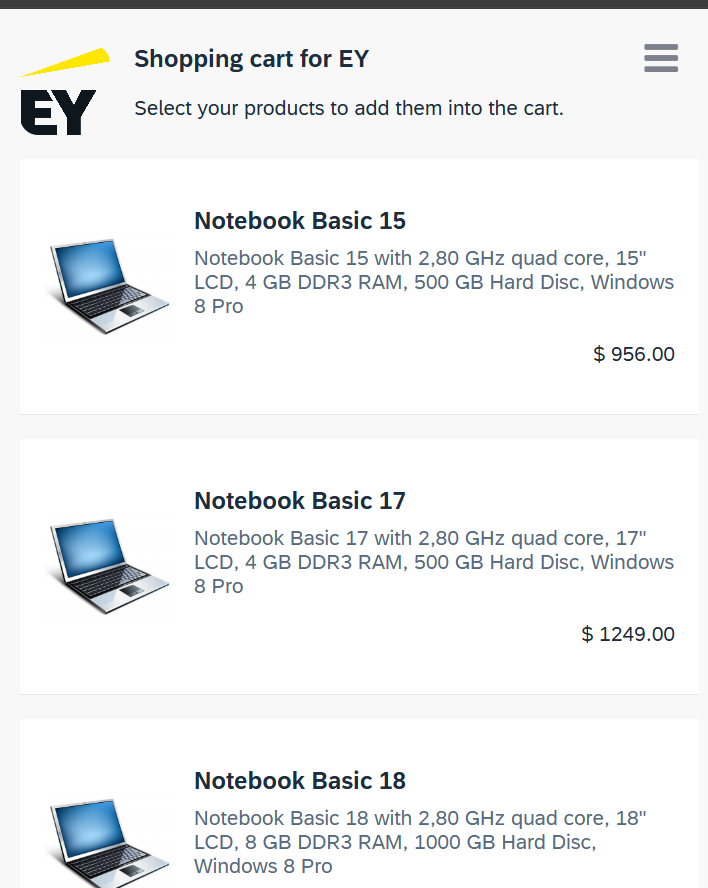 Shopping cart for EY
EY
Select your products to add them into the cart.
Notebook Basic 15
Notebook Basic 15 with 2,80 GHz quad core, 15"
LCD, 4 GB DDR3 RAM, 500 GB Hard Disc, Windows
8 Pro
$ 956.00
Notebook Basic 17
Notebook Basic 17 with 2,80 GHz quad core, 17"
LCD, 4 GB DDR3 RAM, 500 GB Hard Disc, Windows
8 Pro
$ 1249.00
Notebook Basic 18
Notebook Basic 18 with 2,80 GHz quad core, 18"
LCD, 8 GB DDR3 RAM, 1000 GB Hard Disc,
Windows 8 Pro